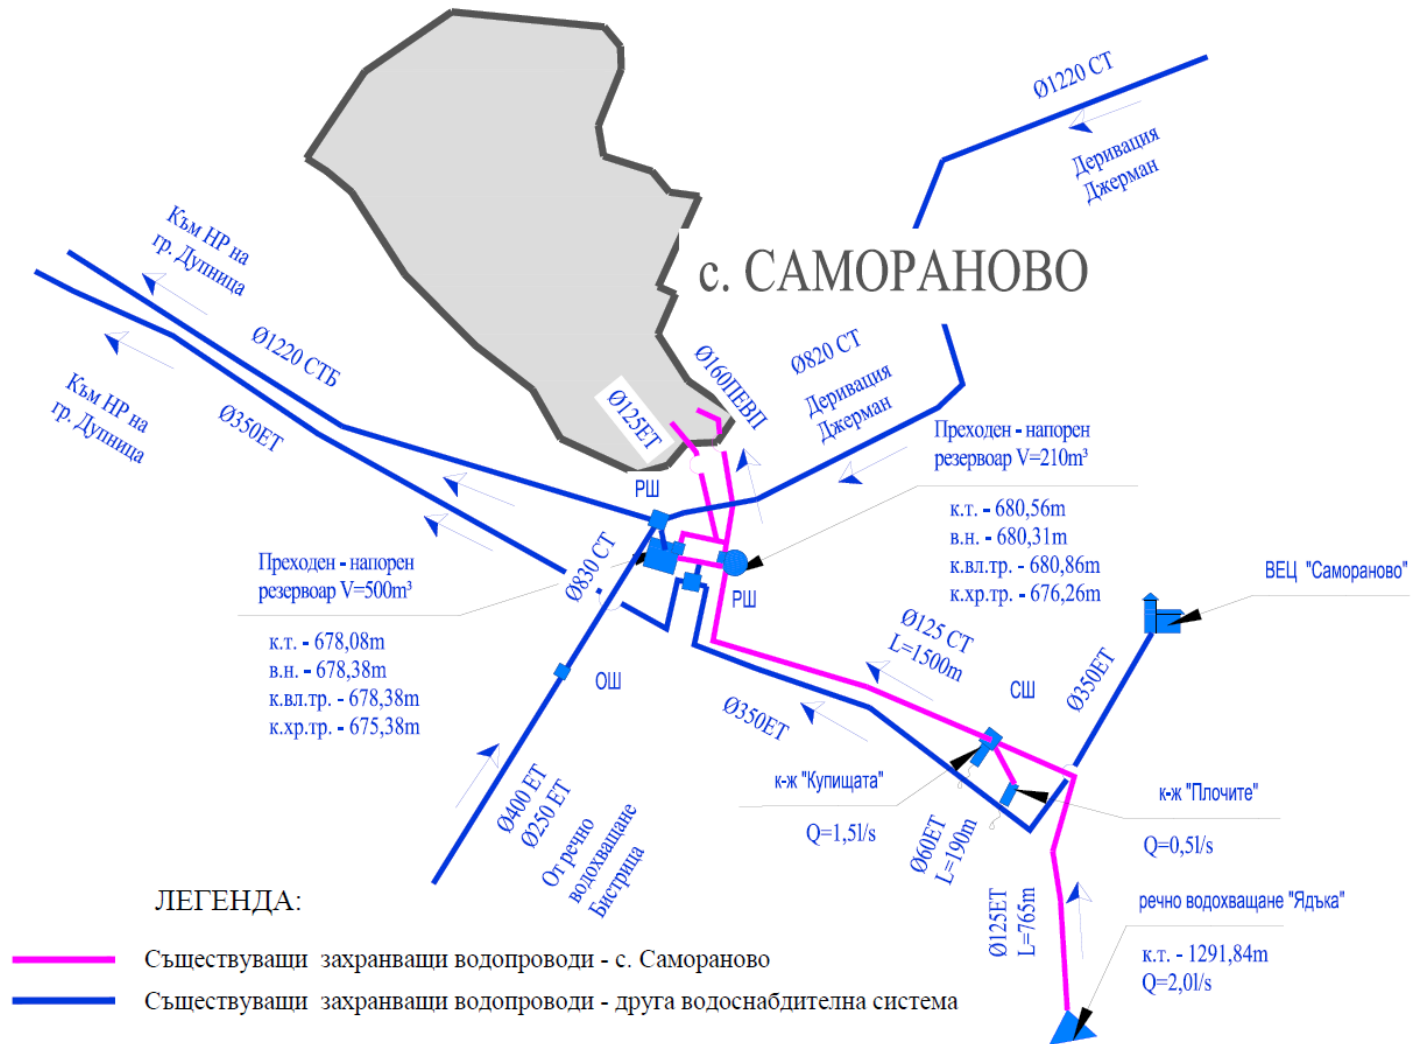 Ø1220 СТ
Деривация
Джерман
Към НР на
гр. Дупница
с. САМОРАНОВО
Ø1220 СТБ
Ø820 СТ
Деривация
Джерман
Ø160ПЕВП
Ø125ЕТ
Към НР на
гр. Дупница
Ø350ЕТ
Преходен - напорен
резервоар V=210m³
к.т. - 680,56m
в.н. - 680,31m
к.вл.тр. - 680,86m
к.хр.тр. - 676,26m
РШ
Ø830 СТ
Преходен - напорен
резервоар V=500m³
к.т. - 678,08m
в.н. - 678,38m
к.вл.тр. - 678,38m
к.хр.тр. - 675,38m
РШ
ВЕЦ "Самораново"
Ø125 СТ
L=1500m
ОШ
СШ
Ø350ЕТ
Ø350ЕТ
к-ж "Купищата"
Q=1,5l/s
к-ж "Плочите"
Q=0,5l/s
Ø60ЕТ
L=190m
Ø400 ЕТ
Ø250 ЕТ
От речно
водохващане
Бистрица
Ø125ЕТ
L=765m
речно водохващане "Ядъка"
к.т. - 1291,84m
Q=2,0l/s
ЛЕГЕНДА:
Съществуващи захранващи водопроводи - с. Самораново
Съществуващи захранващи водопроводи - друга водоснабдителна система